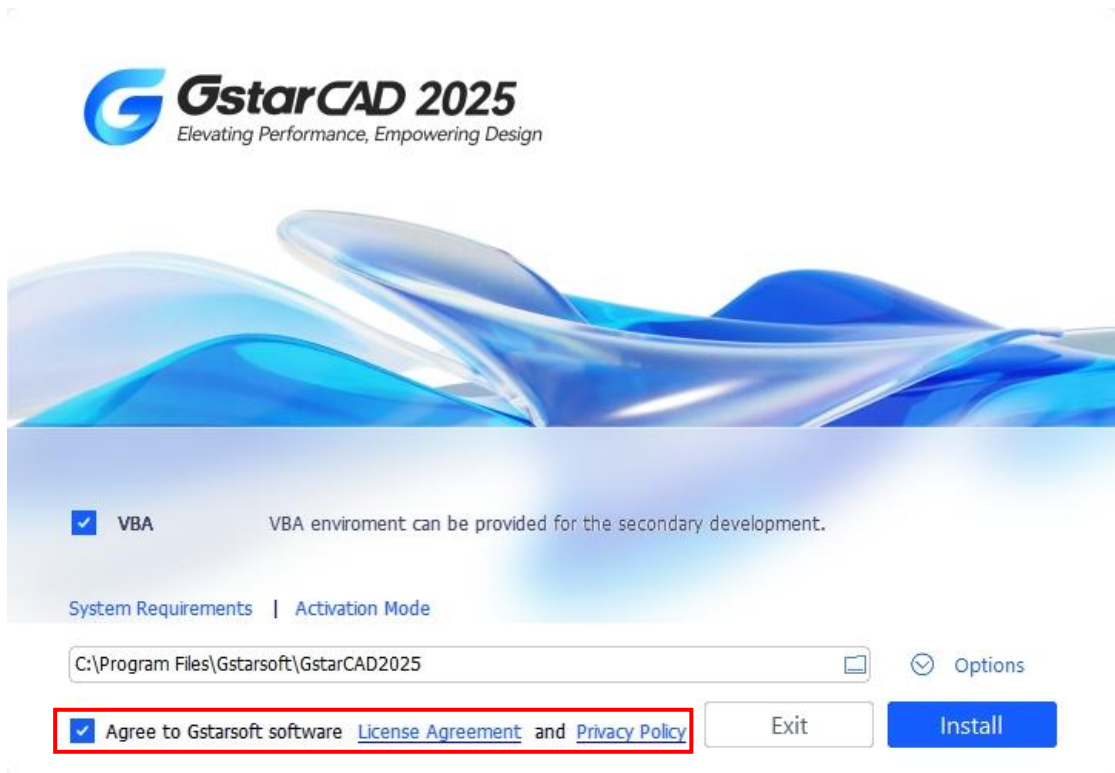 GstarCAD 2025
Elevating Performance, Empowering Design
VBA VBA enviroment can be provided for the secondary development.
System Requirements | Activation Mode
C:\Program Files\Gstarsoft\GstarCAD2025 Options
Agree to Gstarsoft software License Agreement and Privacy Policy Exit Install